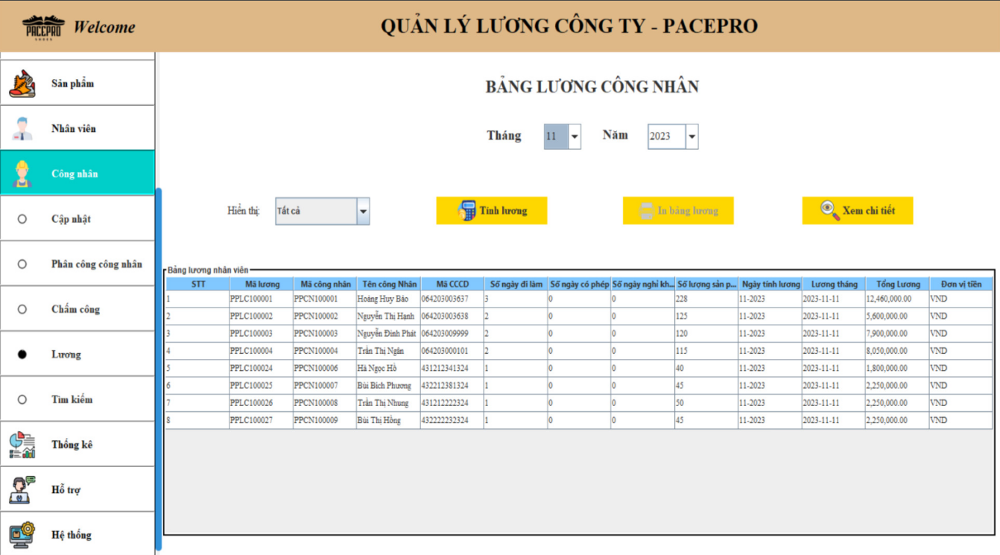 PACEPRO
SHOES
Welcome
QUẢN LÝ LƯƠNG CÔNG TY - PACEPRO
Sản phẩm
Nhân viên
Công nhân
Cập nhật
Phân công công nhân
Chấm công
Lương
Tìm kiếm
Thống kê
Hỗ trợ
Hệ thống
BẢNG LƯƠNG CÔNG NHÂN
Tháng 11 Năm 2023
Hiển thị: Tất cả Tính lương In bảng lương Xem chi tiết
Bảng lương nhân viên
STT Mã lương Mã công nhân Tên công Nhân Mã CCCD Số ngày đi làm Số ngày có phép Số ngày nghỉ kh... Số lượng sản p... Ngày tính lương Lương tháng Tổng Lương Đơn vị tiền
1 PPLC100001 PPCN100001 Hoàng Huy Bảo 064203003637 3 0 0 228 11-2023 2023-11-11 12,460,000.00 VND
2 PPLC100002 PPCN100002 Nguyễn Thị Hạnh 064203003638 2 0 0 125 11-2023 2023-11-11 5,600,000.00 VND
3 PPLC100003 PPCN100003 Nguyễn Đình Phát 064203009999 2 0 0 120 11-2023 2023-11-11 7,900,000.00 VND
4 PPLC100004 PPCN100004 Trần Thị Ngân 064203000101 2 0 0 115 11-2023 2023-11-11 8,050,000.00 VND
5 PPLC100024 PPCN100006 Hà Ngọc Hồ 431212341324 1 0 0 40 11-2023 2023-11-11 1,800,000.00 VND
6 PPLC100025 PPCN100007 Bùi Bích Phương 432212381324 1 0 0 45 11-2023 2023-11-11 2,250,000.00 VND
7 PPLC100026 PPCN100008 Trần Thị Nhung 431212222324 1 0 0 50 11-2023 2023-11-11 2,250,000.00 VND
8 PPLC100027 PPCN100009 Bùi Thị Hồng 432222232324 1 0 0 45 11-2023 2023-11-11 2,250,000.00 VND